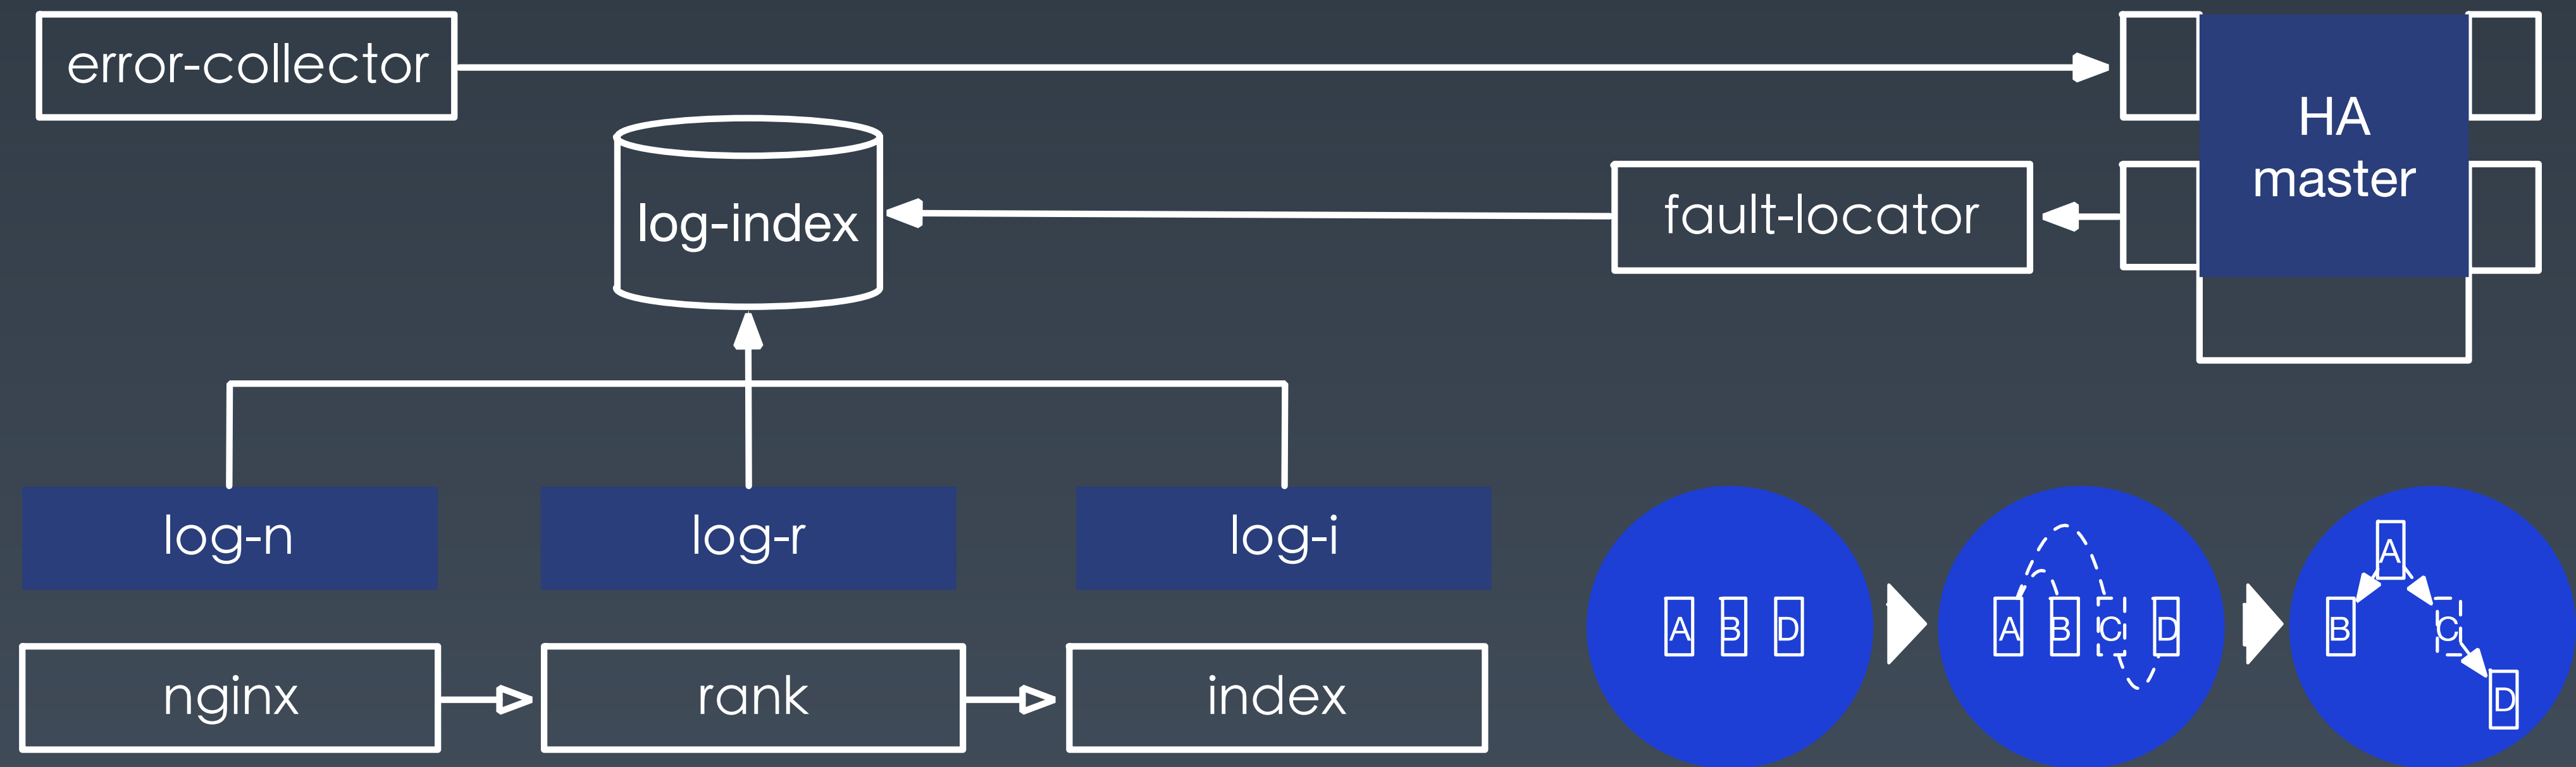 error-collector
HA
master
log-index
fault-locator
log-n
log-r
log-i
nginx
rank
index
A B D
A B C D
A
B C
D